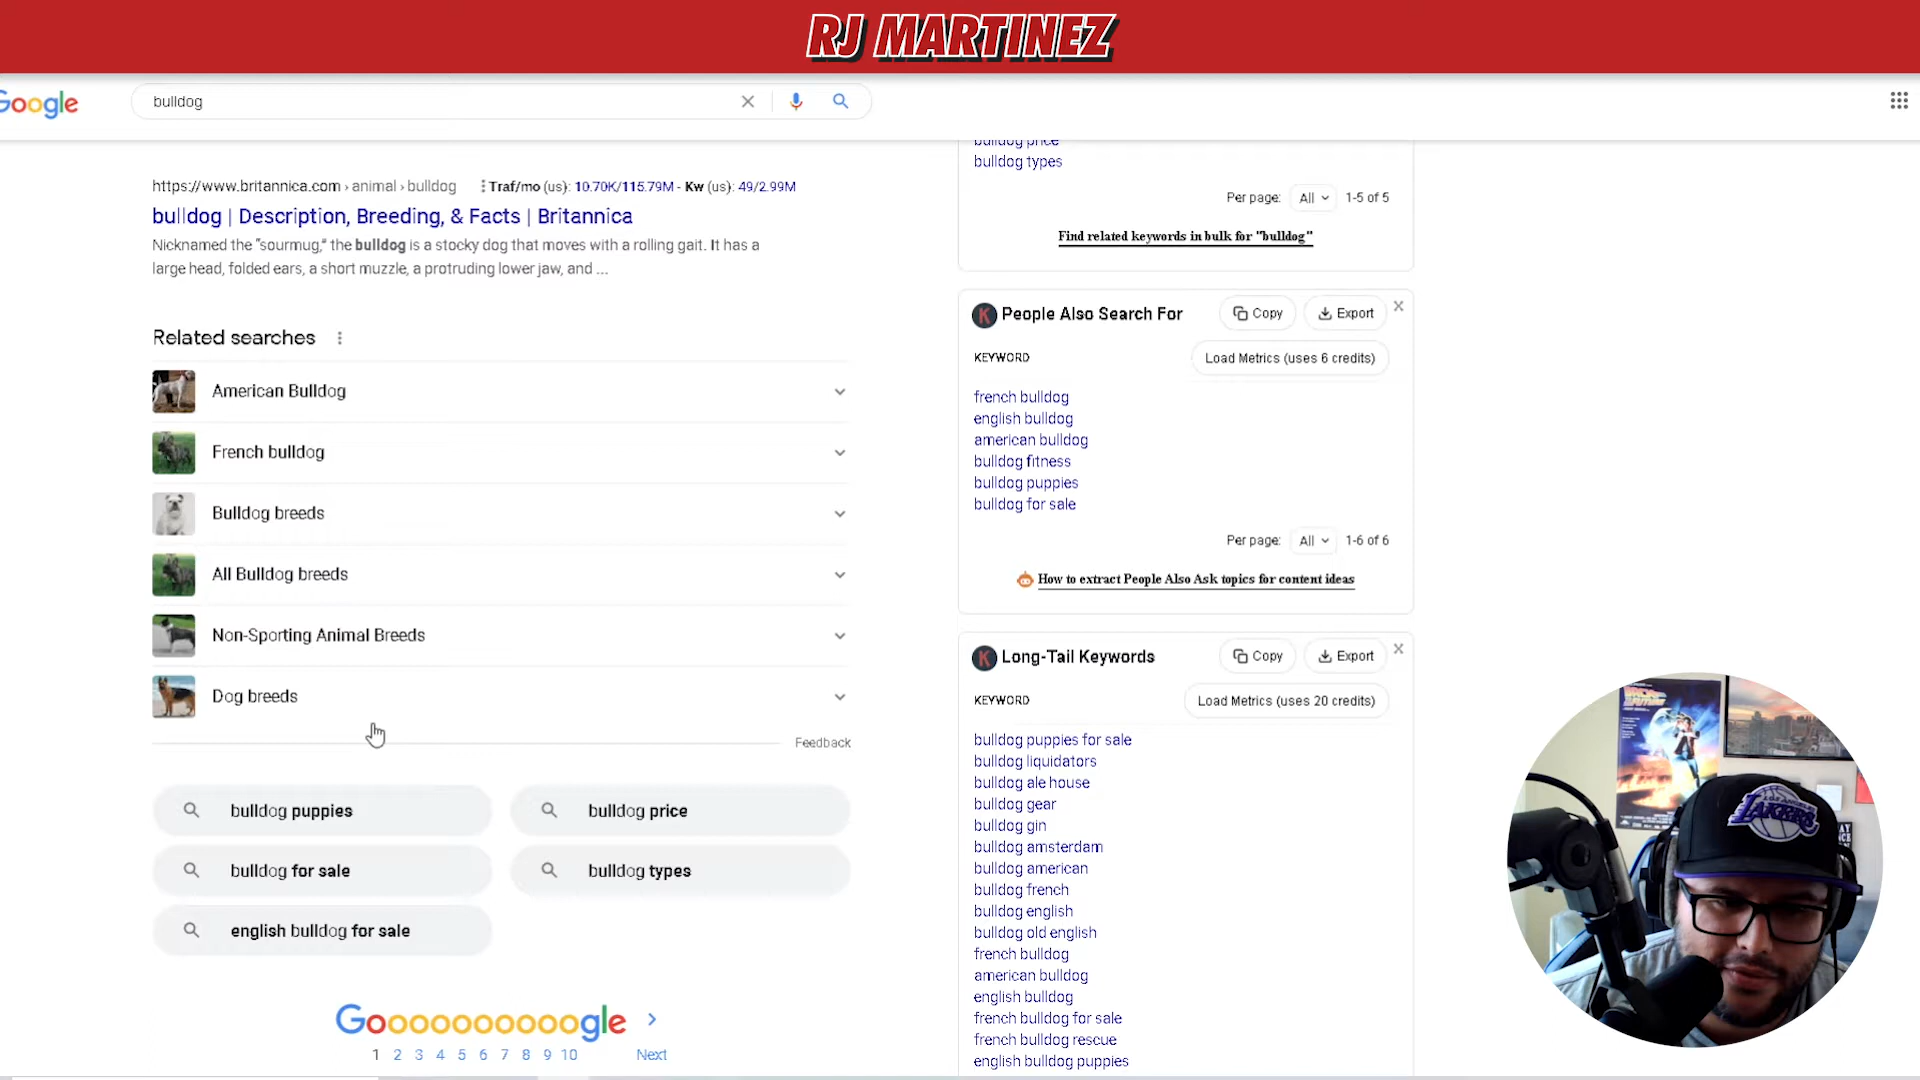 RJ MARTINEZ
Google
bulldog
https://www.britannica.com › animal › bulldog
Traf/mo (us): 10.70K/115.79M - Kw (us): 49/2.99M
bulldog | Description, Breeding, & Facts | Britannica
Nicknamed the "sourmug," the bulldog is a stocky dog that moves with a rolling gait. It has a
large head, folded ears, a short muzzle, a protruding lower jaw, and ...
Related searches
American Bulldog
French bulldog
Bulldog breeds
All Bulldog breeds
Non-Sporting Animal Breeds
Dog breeds
Feedback
bulldog puppies
bulldog price
bulldog for sale
bulldog types
english bulldog for sale
Goooooooooogle
1 2 3 4 5 6 7 8 9 10 Next
bulldog price
bulldog types
Per page: All 1-5 of 5
Find related keywords in bulk for "bulldog"
K People Also Search For
Copy
Export
X
KEYWORD
Load Metrics (uses 6 credits)
french bulldog
english bulldog
american bulldog
bulldog fitness
bulldog puppies
bulldog for sale
Per page: All 1-6 of 6
How to extract People Also Ask topics for content ideas
K Long-Tail Keywords
Copy
Export
X
KEYWORD
Load Metrics (uses 20 credits)
bulldog puppies for sale
bulldog liquidators
bulldog ale house
bulldog gear
bulldog gin
bulldog amsterdam
bulldog american
bulldog french
bulldog english
bulldog old english
french bulldog
american bulldog
english bulldog
french bulldog for sale
french bulldog rescue
english bulldog puppies
LOS ANGELES
LAKERS